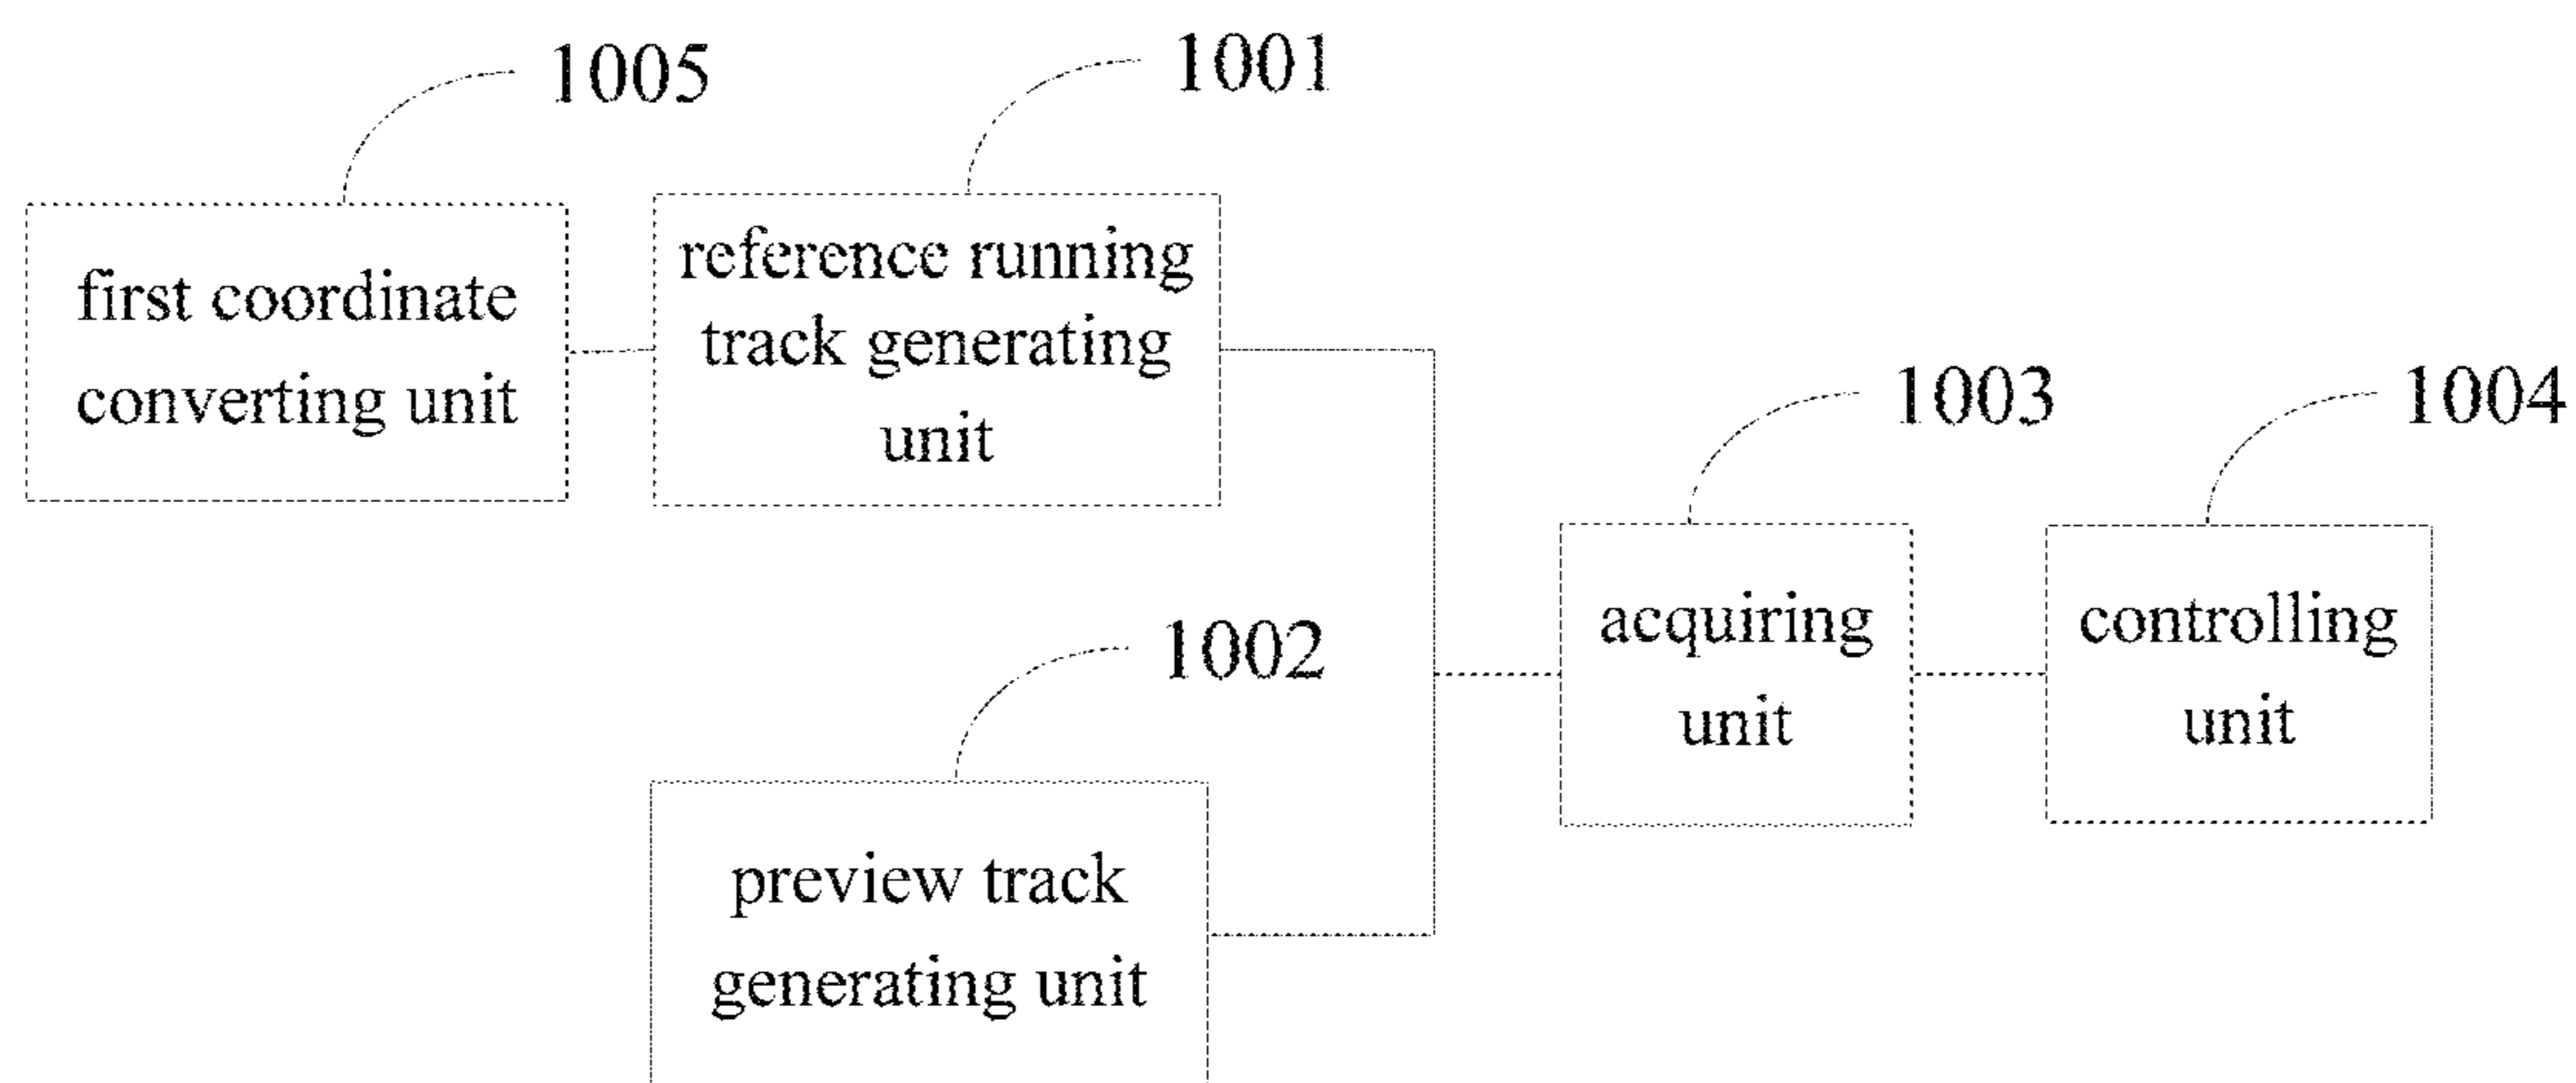 1005
1001
first coordinate
converting unit
reference running
track generating
unit
1002
preview track
generating unit
1003
acquiring
unit
1004
controlling
unit